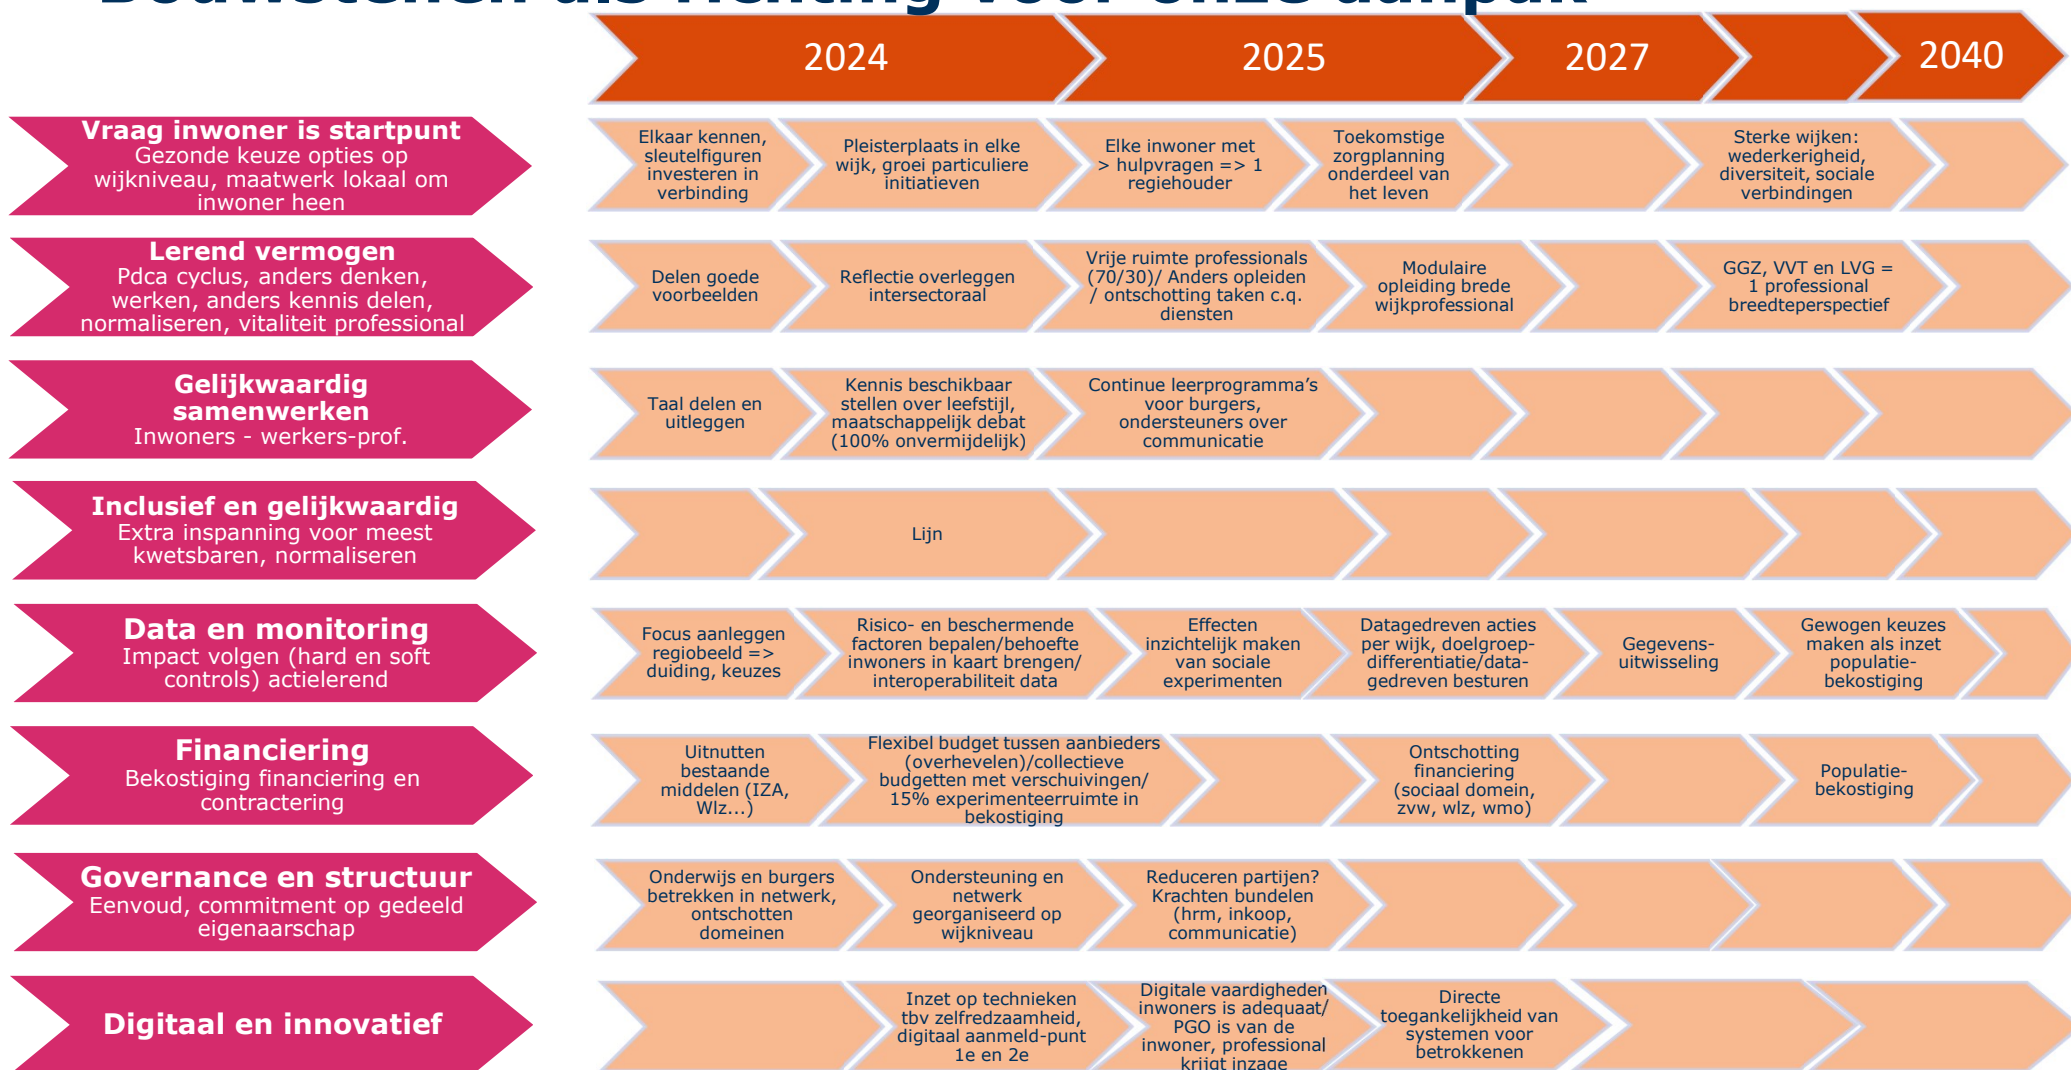 Bouwstenen als richting voor onze aanpak
2024
2025
2027
2040
Vraag inwoner is startpunt
Gezonde keuze opties op
wijkniveau, maatwerk lokaal om
inwoner heen
Elkaar kennen,
sleutelfiguren
investeren in
verbinding
Pleisterplaats in elke
wijk, groei particuliere
initiatieven
Elke inwoner met
> hulpvragen => 1
regiehouder
Toekomstige
zorgplanning
onderdeel van
het leven
Sterke wijken:
wederkerigheid,
diversiteit, sociale
verbindingen
Lerend vermogen
Pdca cyclus, anders denken,
werken, anders kennis delen,
normaliseren, vitaliteit professional
Delen goede
voorbeelden
Reflectie overleggen
intersectoraal
Vrije ruimte professionals
(70/30)/ Anders opleiden
/ ontschotting taken c.q.
diensten
Modulaire
opleiding brede
wijkprofessional
GGZ, VVT en LVG =
1 professional
breedteperspectief
Gelijkwaardig
samenwerken
Inwoners - werkers-prof.
Taal delen en
uitleggen
Kennis beschikbaar
stellen over leefstijl,
maatschappelijk debat
(100% onvermijdelijk)
Continue leerprogramma’s
voor burgers,
ondersteuners over
communicatie
Inclusief en gelijkwaardig
Extra inspanning voor meest
kwetsbaren, normaliseren
Lijn
Data en monitoring
Impact volgen (hard en soft
controls) actielerend
Focus aanleggen
regiobeeld =>
duiding, keuzes
Risico- en beschermende
factoren bepalen/behoefte
inwoners in kaart brengen/
interoperabiliteit data
Effecten
inzichtelijk maken
van sociale
experimenten
Datagedreven acties
per wijk, doelgroep-
differentiatie/data-
gedreven besturen
Gegevens-
uitwisseling
Gewogen keuzes
maken als inzet
populatie-
bekostiging
Financiering
Bekostiging financiering en
contractering
Uitnutten
bestaande
middelen (IZA,
Wlz...)
Flexibel budget tussen aanbieders
(overhevelen)/collectieve
budgetten met verschuivingen/
15% experimenteerruimte in
bekostiging
Ontschotting
financiering
(sociaal domein,
zvw, wlz, wmo)
Populatie-
bekostiging
Governance en structuur
Eenvoud, commitment op gedeeld
eigenaarschap
Onderwijs en burgers
betrekken in netwerk,
ontschotten
domeinen
Ondersteuning en
netwerk
georganiseerd op
wijkniveau
Reduceren partijen?
Krachten bundelen
(hrm, inkoop,
communicatie)
Digitaal en innovatief
Inzet op technieken
tbv zelfredzaamheid,
digitaal aanmeld-punt
1e en 2e
Digitale vaardigheden
inwoners is adequaat/
PGO is van de
inwoner, professional
krijgt inzage
Directe
toegankelijkheid van
systemen voor
betrokkenen